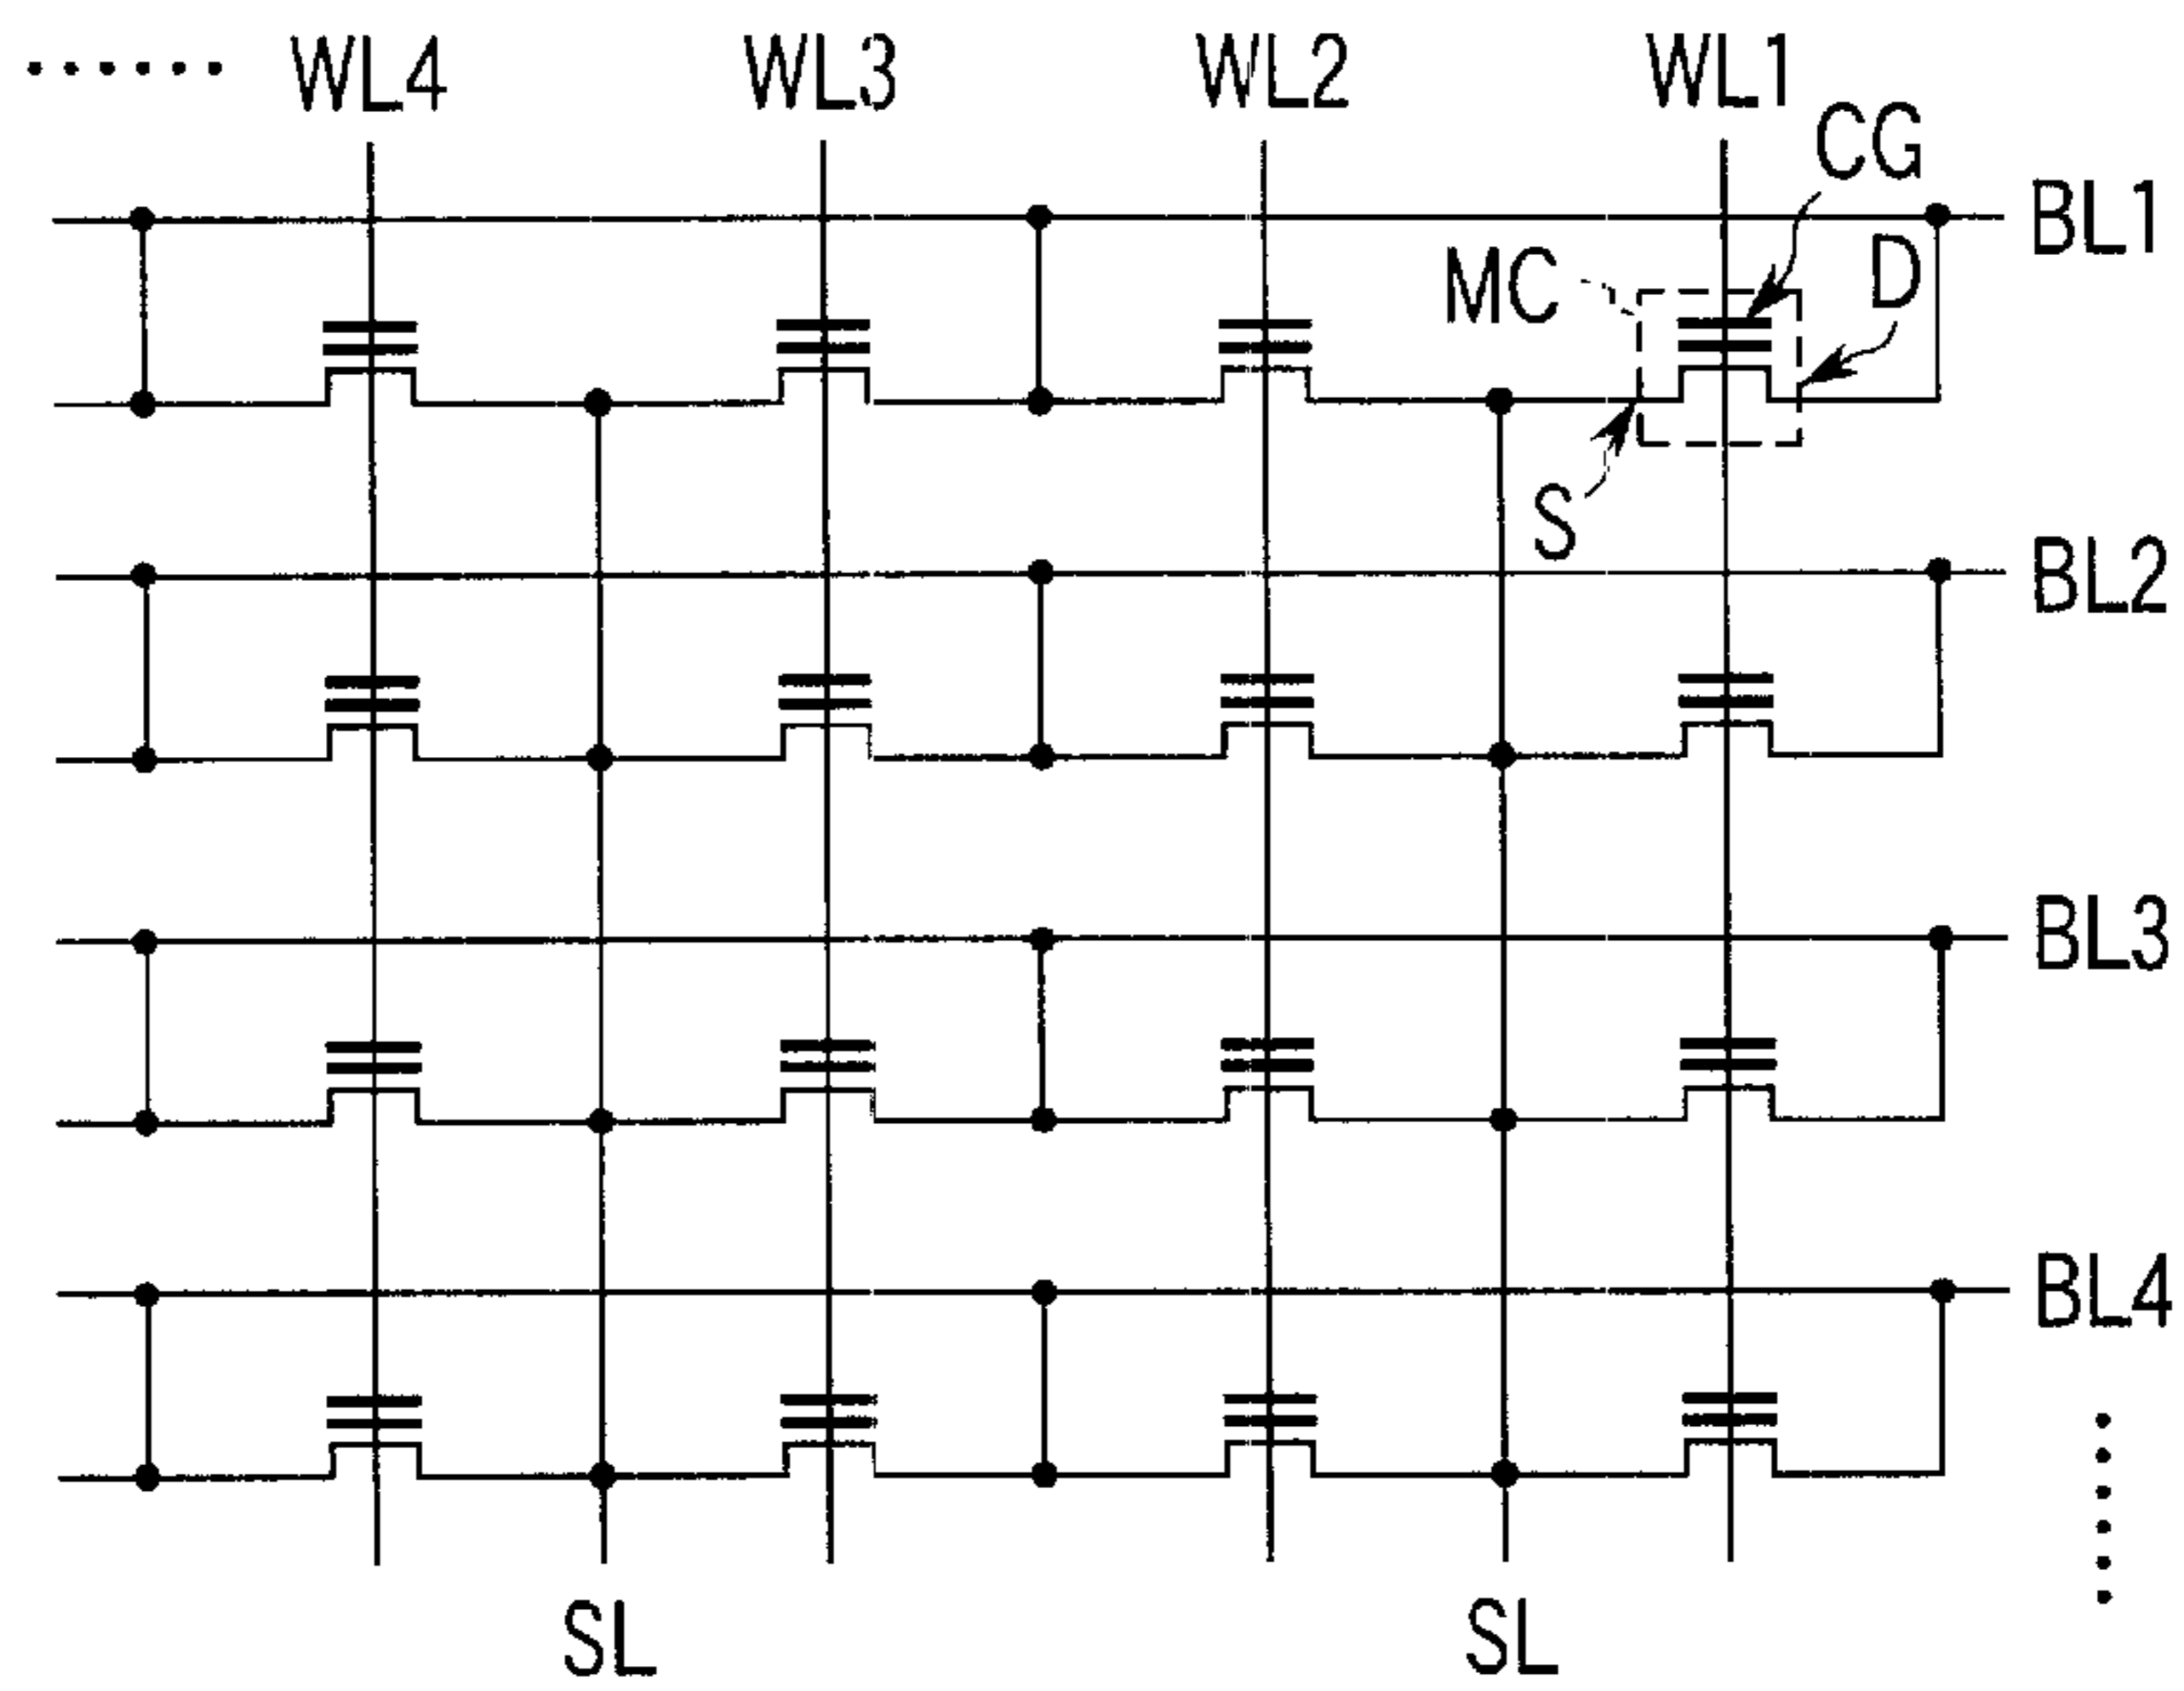 ...... WL4 WL3 WL2 WL1
CG
BL1
MC
D
S
BL2
BL3
BL4
......
SL SL